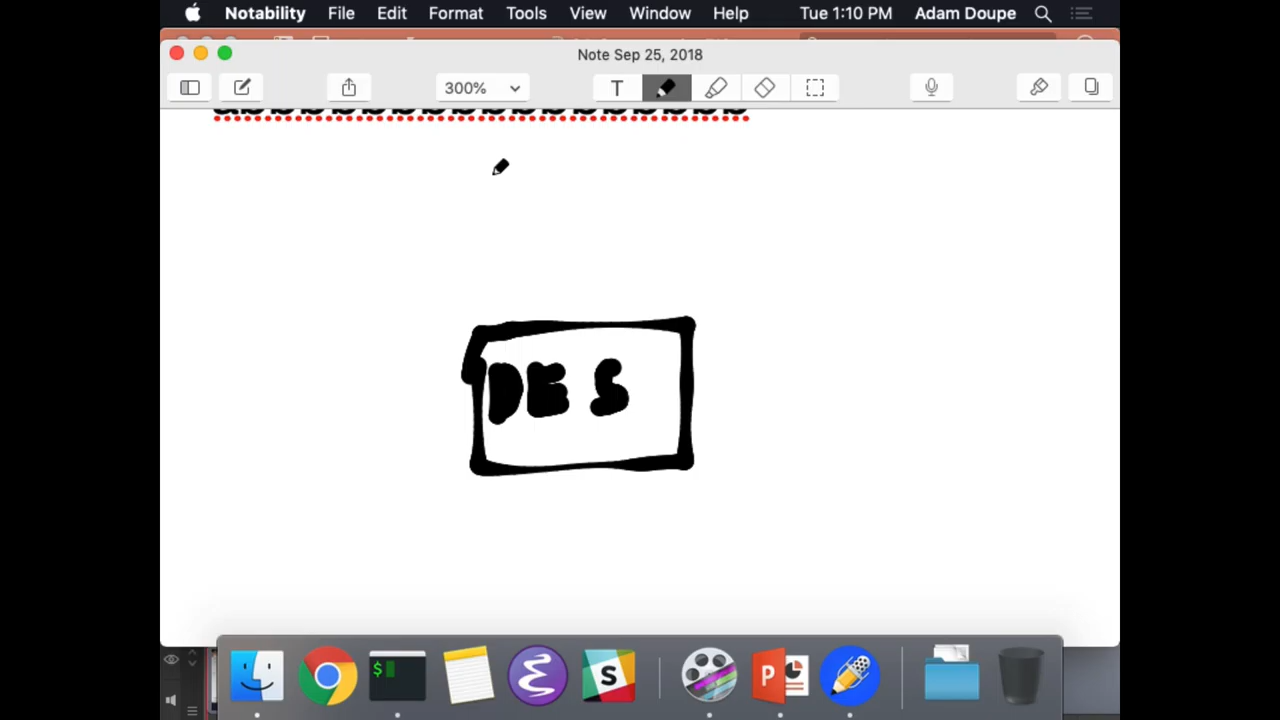 Notability File Edit Format Tools View Window Help Tue 1:10 PM Adam Doupe
Note Sep 25, 2018
300% T
DES
$
S
P